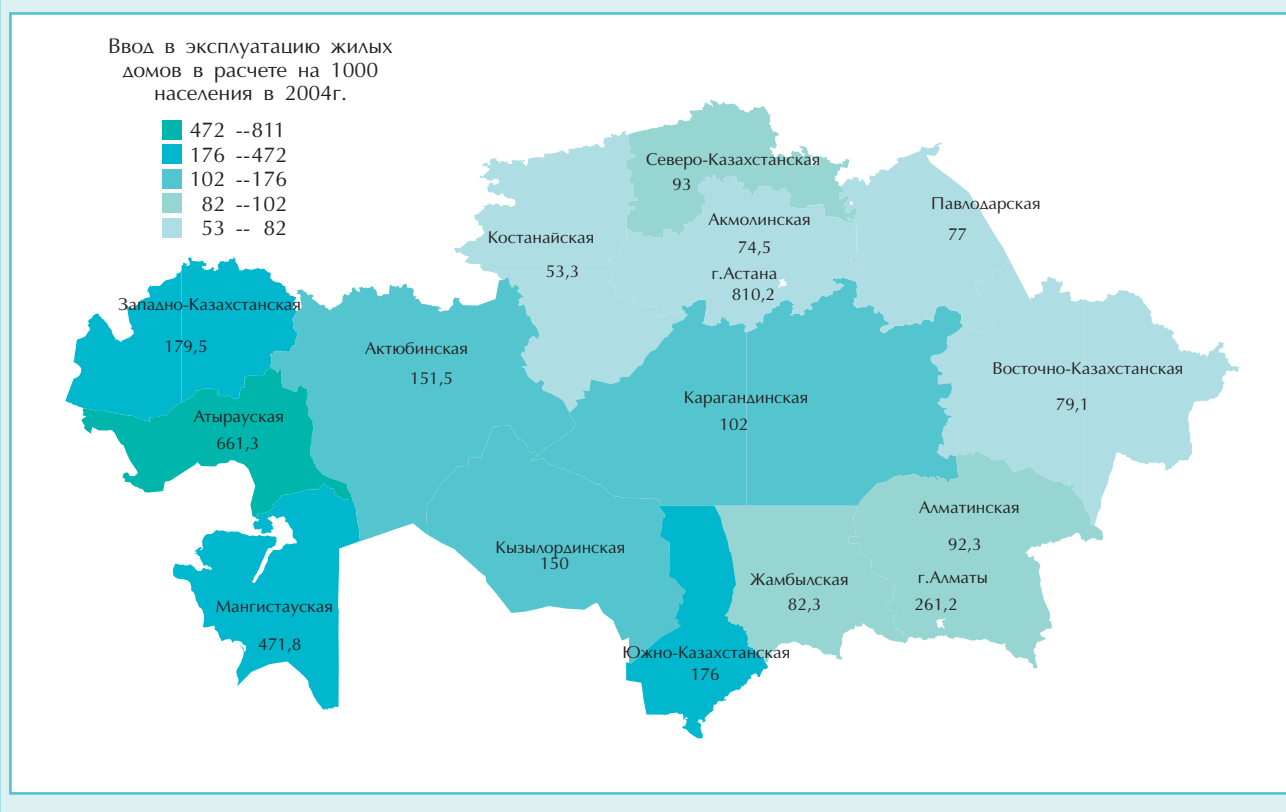 Ввод в эксплуатацию жилых
домов в расчете на 1000
населения в 2004г.
472 --811
176 --472
102 --176
82 --102
53 -- 82
Северо-Казахстанская
93
Павлодарская
77
Акмолинская
74,5
г.Астана
810,2
Костанайская
53,3
Западно-Казахстанская
179,5
Актюбинская
151,5
Восточно-Казахстанская
79,1
Карагандинская
102
Атырауская
661,3
Алматинская
92,3
г.Алматы
261,2
Кызылординская
150
Жамбылская
82,3
Мангистауская
471,8
Южно-Казахстанская
176